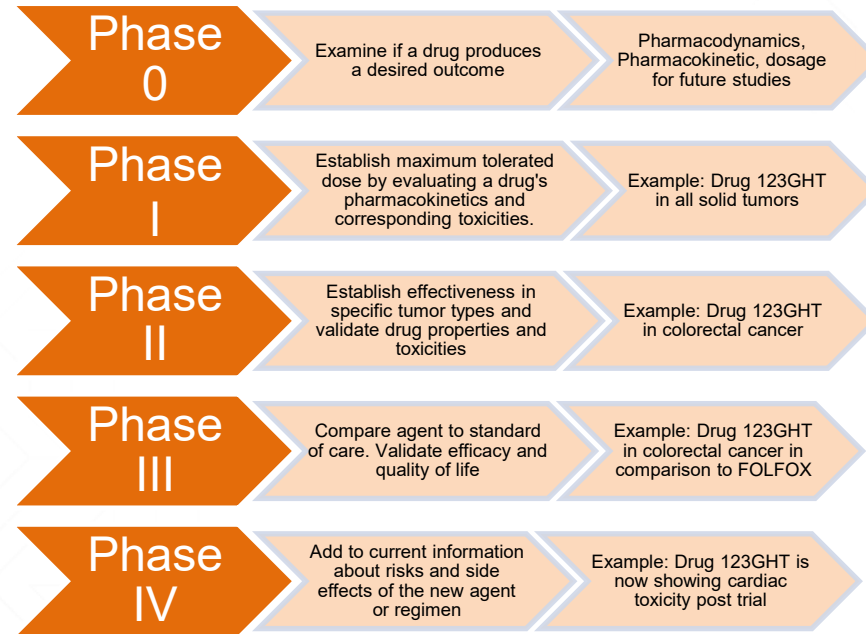 Phase
0
Examine if a drug produces
a desired outcome
Pharmacodynamics,
Pharmacokinetic, dosage
for future studies
Phase
I
Establish maximum tolerated
dose by evaluating a drug's
pharmacokinetics and
corresponding toxicities.
Example: Drug 123GHT
in all solid tumors
Phase
II
Establish effectiveness in
specific tumor types and
validate drug properties and
toxicities
Example: Drug 123GHT
in colorectal cancer
Phase
III
Compare agent to standard
of care. Validate efficacy and
quality of life
Example: Drug 123GHT
in colorectal cancer in
comparison to FOLFOX
Phase
IV
Add to current information
about risks and side
effects of the new agent
or regimen
Example: Drug 123GHT is
now showing cardiac
toxicity post trial